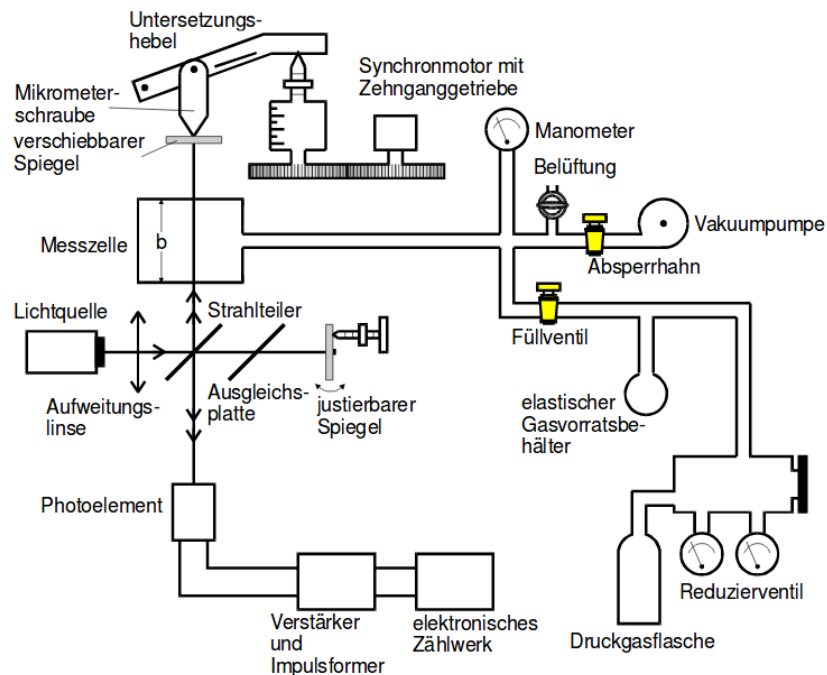 Untersetzungs-
hebel
Synchronmotor mit
Zehnganggetriebe
Mikrometer-
schraube
verschiebbarer
Spiegel
Manometer
Belüftung
Messzelle
b
Vakuumpumpe
Absperrhahn
Lichtquelle
Strahlteiler
Füllventil
Aufweitungs-
linse
Ausgleichs-
platte
justierbarer
Spiegel
elastischer
Gasvorratsbe-
hälter
Photoelement
Reduzierventil
Verstärker
und
Impulsformer
elektronisches
Zählwerk
Druckgasflasche